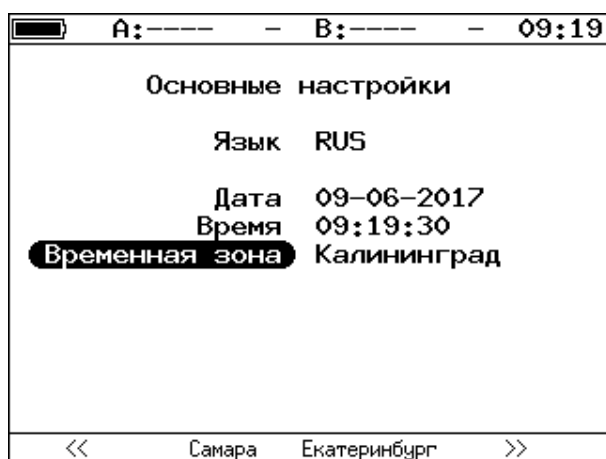 A:---- - B:---- - 09:19
Основные настройки
Язык RUS
Дата 09-06-2017
Время 09:19:30
Временная зона Калининград
<< Самара Екатеринбург >>